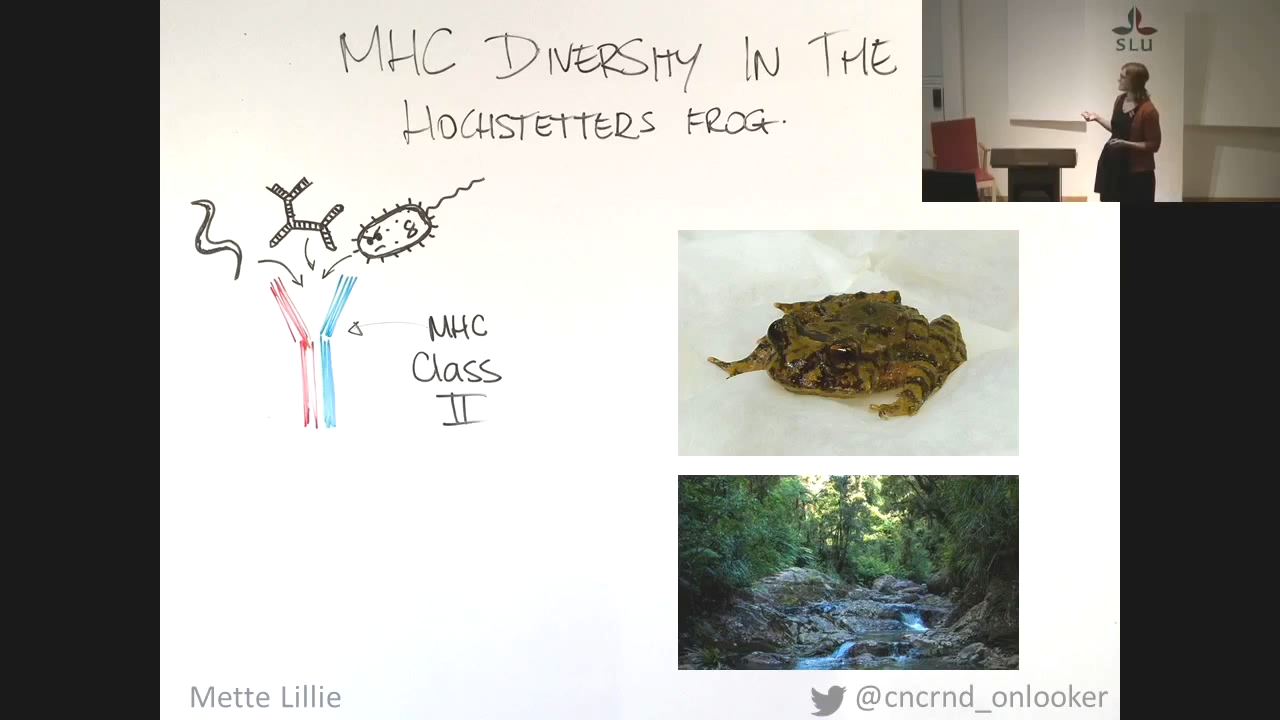 MHC DIVERSITY IN THE
HOCHSTETTERS FROG.
SLU
MHC
Class
II
Mette Lillie
@cncrnd_onlooker